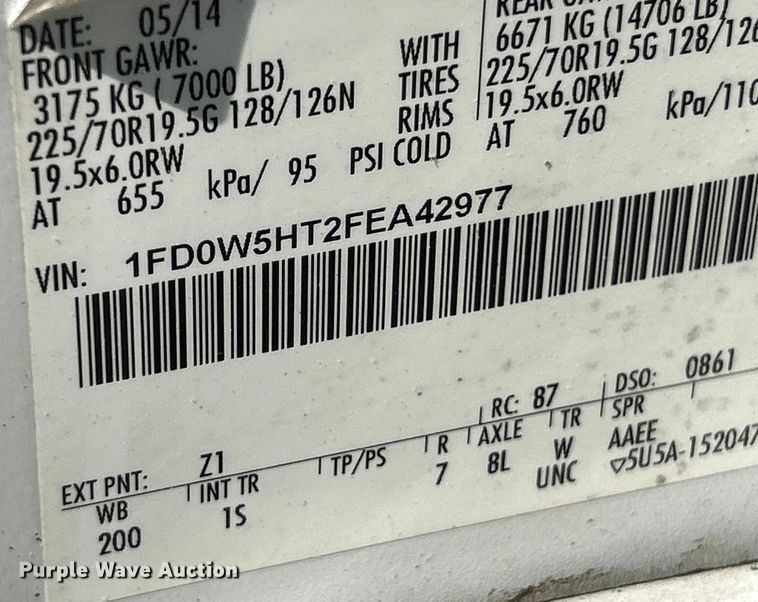 DATE: 05/14
FRONT GAWR:
3175 KG ( 7000 LB)
225/70R19.5G 128/126N
19.5x6.0RW
AT 655 kPa/ 95 PSI COLD
WITH
TIRES
RIMS
6671 KG (14706 LB)
225/70R19.5G 128/126
19.5x6.0RW
AT 760 kPa/110
VIN: 1FD0W5HT2FEA42977
RC: 87 DSO: 0861
EXT PNT: Z1 TP/PS R AXLE TR SPR
7 8L W AAEE
WB INT TR UNC ▽5U5A-152047
200 1S
Purple Wave Auction